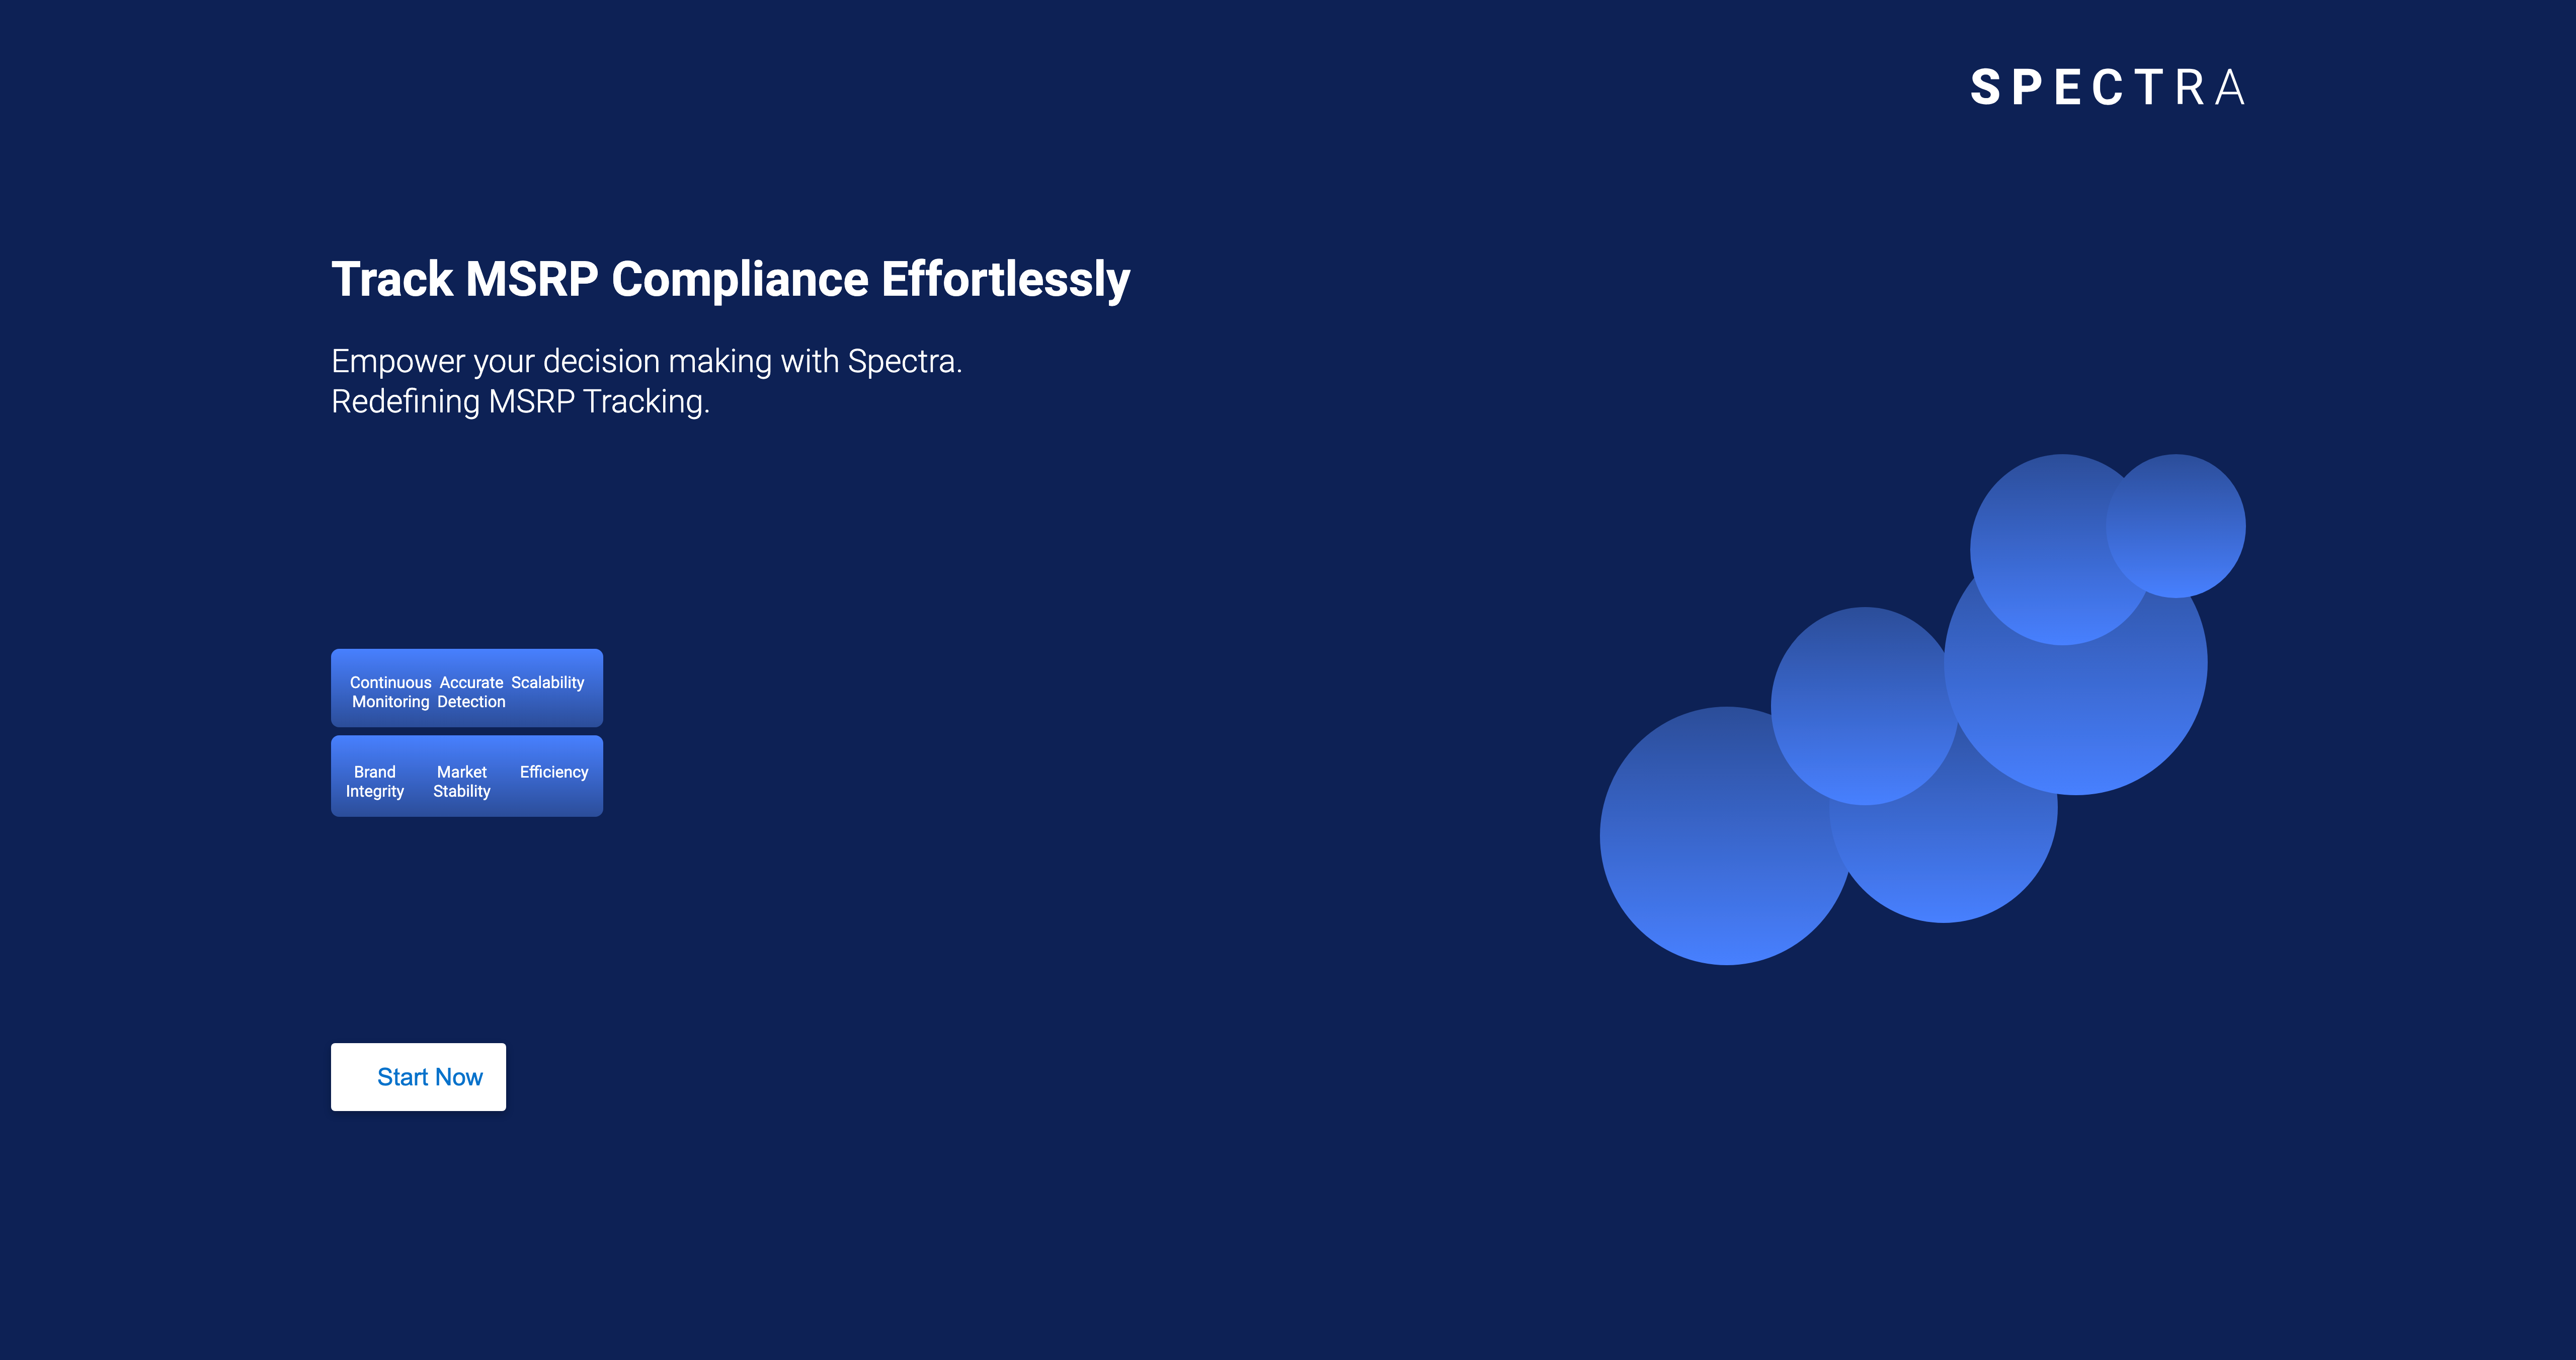 SPECTRA
Track MSRP Compliance Effortlessly
Empower your decision making with Spectra.
Redefining MSRP Tracking.
Continuous Accurate Scalability
Monitoring Detection
Brand Market Efficiency
Integrity Stability
Start Now